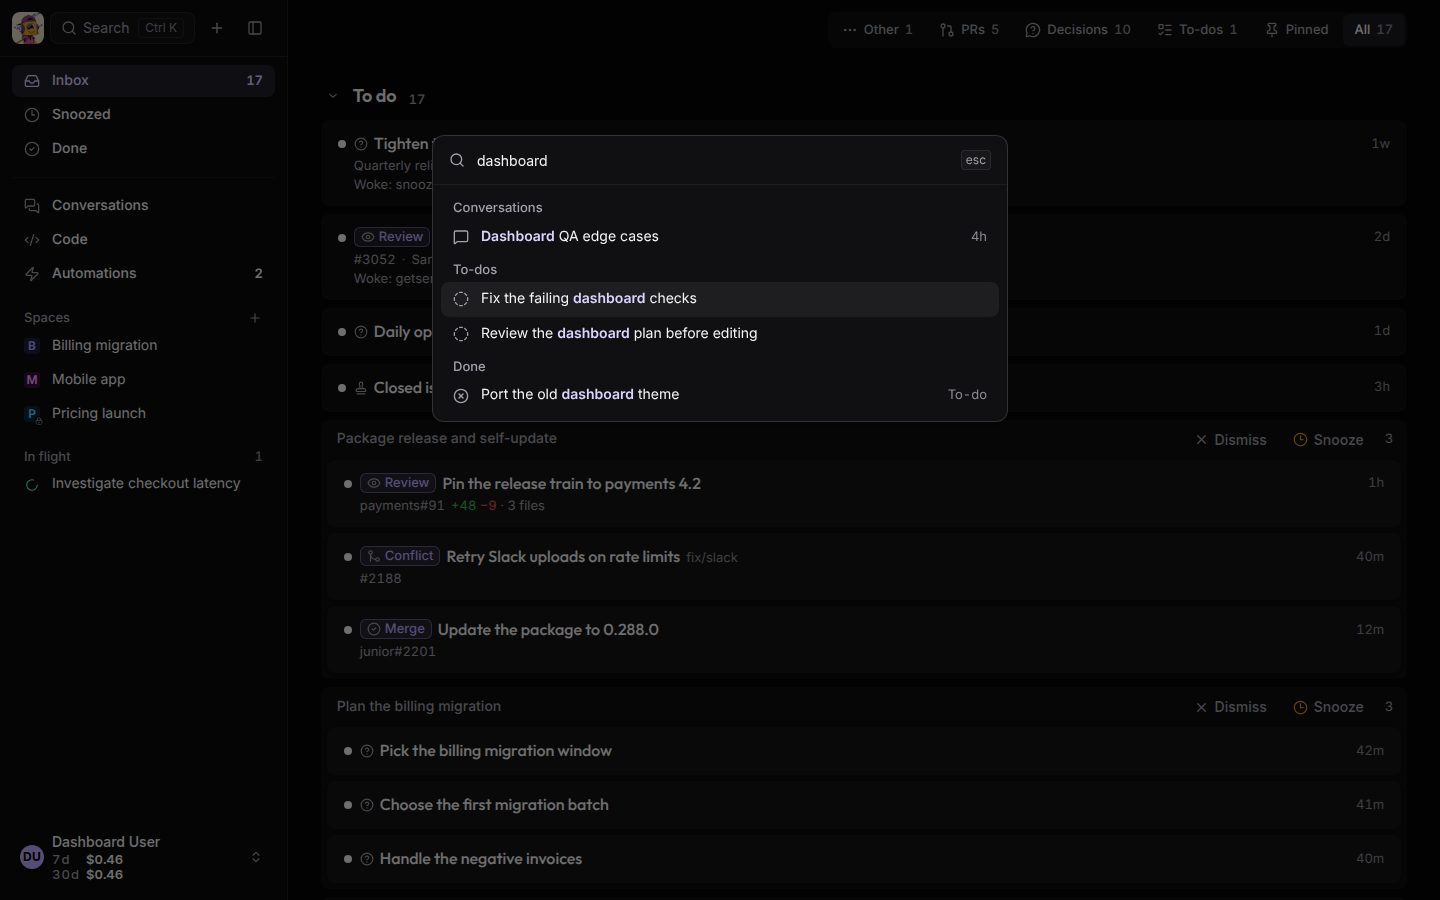 Search Ctrl K
Inbox 17
Snoozed
Done
Conversations
Code
Automations 2
Spaces
B Billing migration
M Mobile app
P Pricing launch
In flight 1
Investigate checkout latency
DU Dashboard User
7d $0.46
30d $0.46
Other 1 PRs 5 Decisions 10 To-dos 1 Pinned All 17
To do 17
Tighten 1w
Quarterly
Woke:
Review 2d
#3052 ·
Woke:
Daily 1d
Closed 3h
dashboard esc
Conversations
Dashboard QA edge cases 4h
To-dos
Fix the failing dashboard checks
Review the dashboard plan before editing
Done
Port the old dashboard theme To-do
Package release and self-update Dismiss Snooze 3
Review Pin the release train to payments 4.2 1h
payments#91 +48 −9 · 3 files
Conflict Retry Slack uploads on rate limits fix/slack 40m
#2188
Merge Update the package to 0.288.0 12m
junior#2201
Plan the billing migration Dismiss Snooze 3
Pick the billing migration window 42m
Choose the first migration batch 41m
Handle the negative invoices 40m